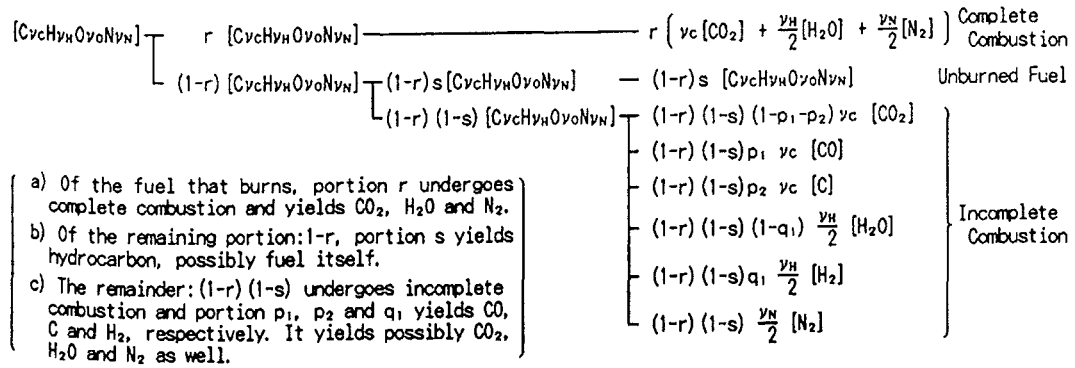 [CνcHνHOνoNνN] r [CνcHνHOνoNνN] r ( νc [CO₂] + νH/2 [H₂O] + νN/2 [N₂] ) Complete Combustion
(1-r) [CνcHνHOνoNνN] (1-r) s [CνcHνHOνoNνN] (1-r) s [CνcHνHOνoNνN] Unburned Fuel
(1-r) (1-s) [CνcHνHOνoNνN] (1-r) (1-s) (1-p₁-p₂) νc [CO₂]
(1-r) (1-s) p₁ νc [CO]
(1-r) (1-s) p₂ νc [C]
(1-r) (1-s) (1-q₁) νH/2 [H₂O]
(1-r) (1-s) q₁ νH/2 [H₂]
(1-r) (1-s) νN/2 [N₂]
Incomplete
Combustion
a) Of the fuel that burns, portion r undergoes
complete combustion and yields CO₂, H₂O and N₂.
b) Of the remaining portion:1-r, portion s yields
hydrocarbon, possibly fuel itself.
c) The remainder: (1-r) (1-s) undergoes incomplete
combustion and portion p₁, p₂ and q₁ yields CO,
C and H₂, respectively. It yields possibly CO₂,
H₂O and N₂ as well.